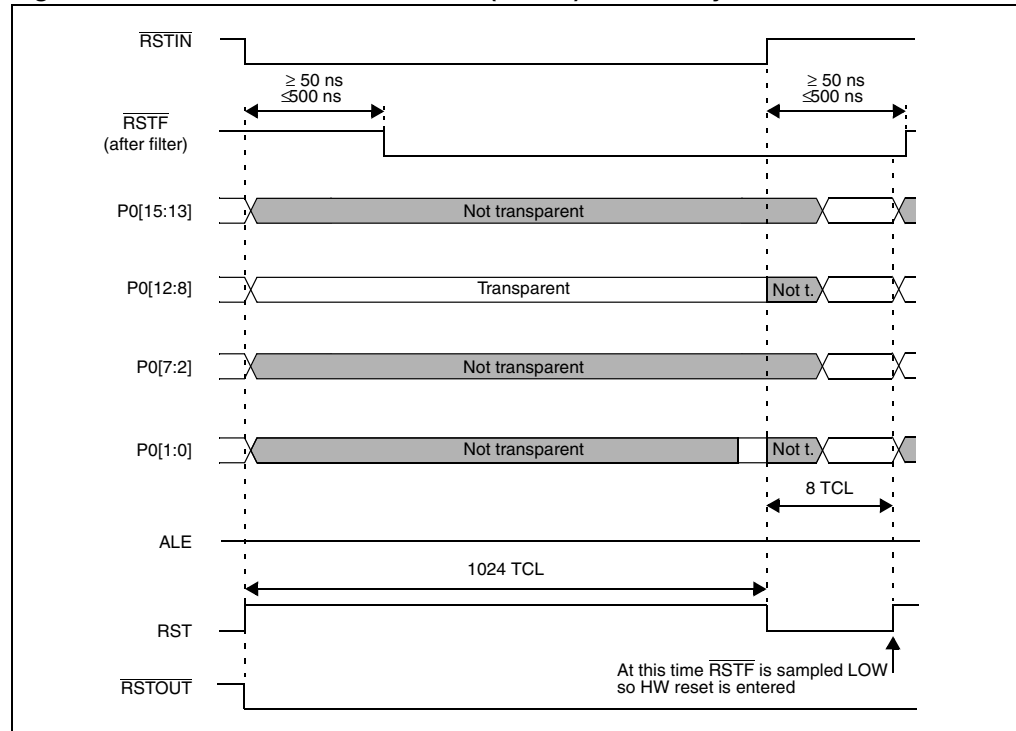 RSTIN
≥ 50 ns
≤500 ns
≥ 50 ns
≤500 ns
RSTF
(after filter)
P0[15:13]
Not transparent
P0[12:8]
Transparent
Not t.
P0[7:2]
Not transparent
P0[1:0]
Not transparent
Not t.
8 TCL
ALE
1024 TCL
RST
At this time RSTF is sampled LOW
so HW reset is entered
RSTOUT